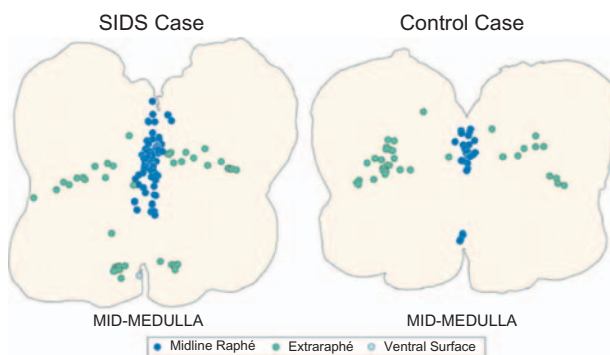 SIDS Case
Control Case
MID-MEDULLA
MID-MEDULLA
Midline Raphé Extraraphé Ventral Surface